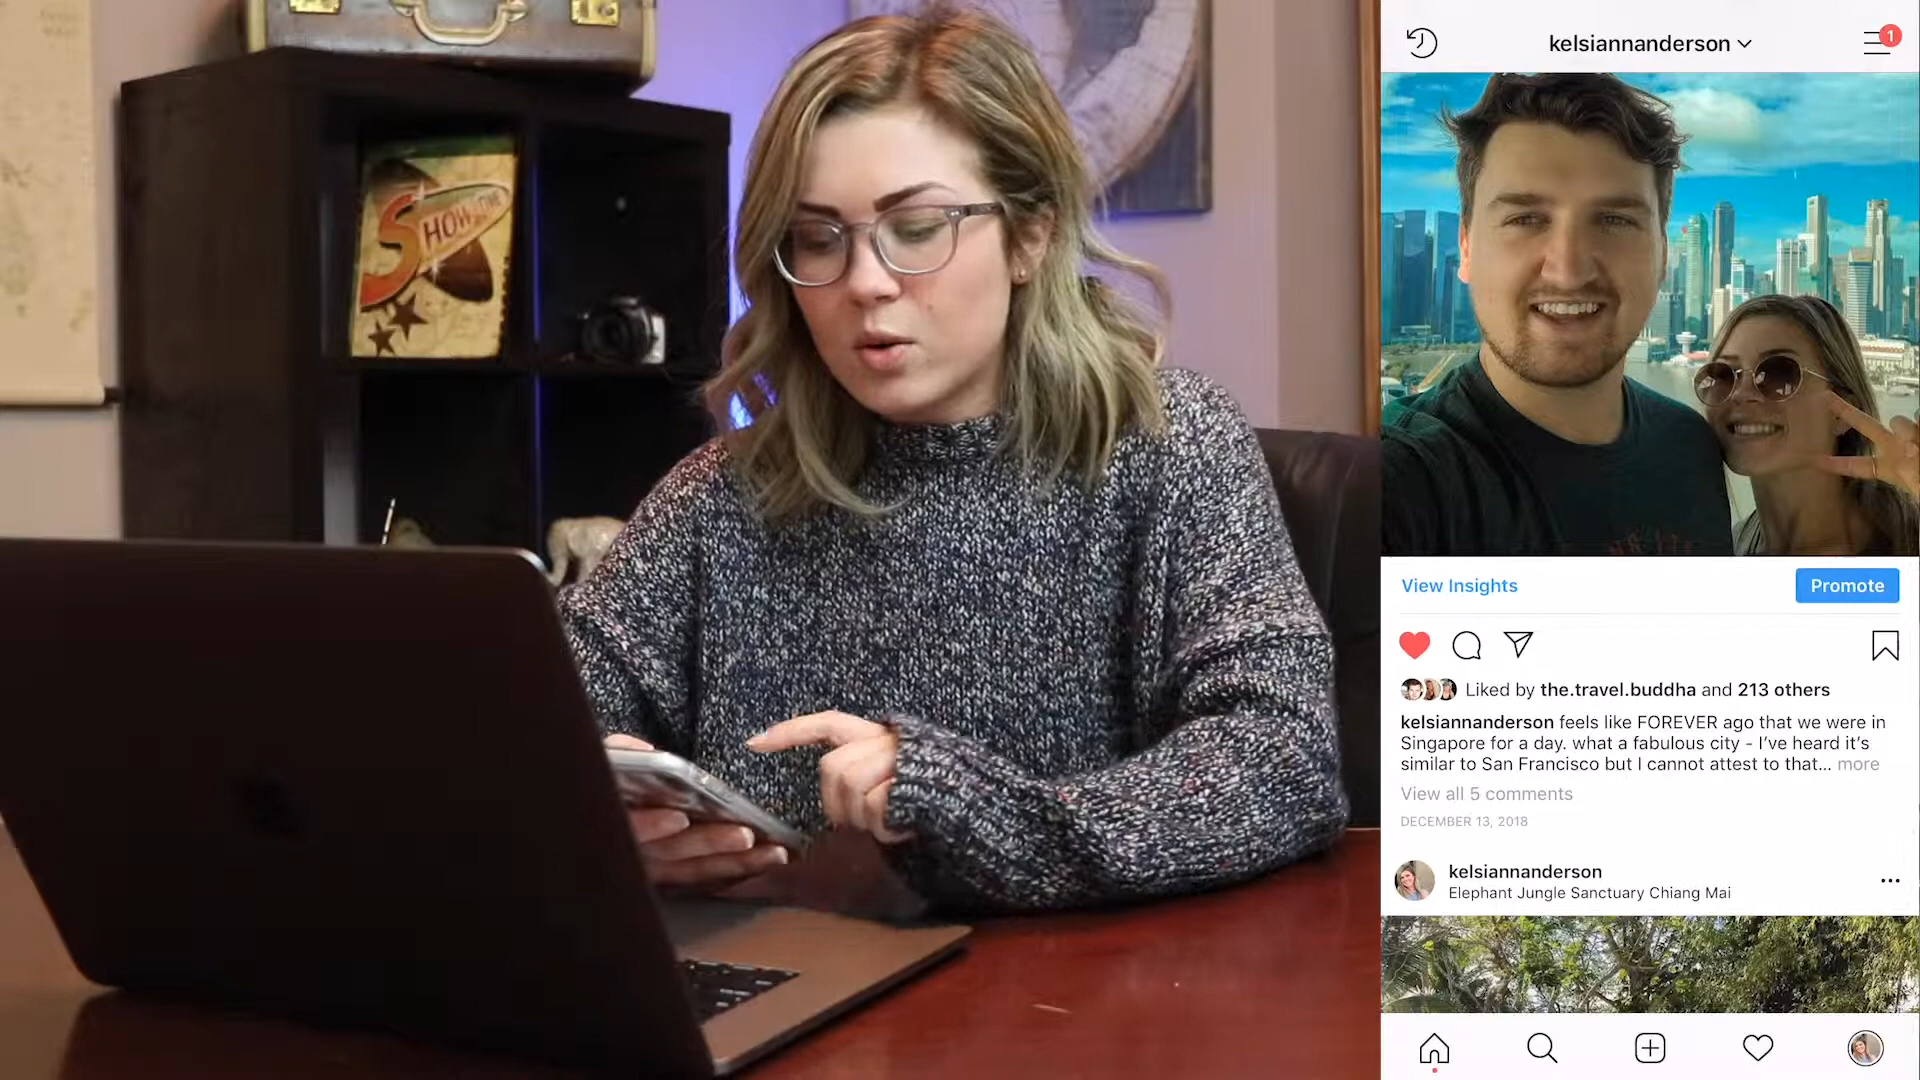 SHOWTIME
kelsiannanderson
1
View Insights
Promote
Liked by the.travel.buddha and 213 others
kelsiannanderson feels like FOREVER ago that we were in
Singapore for a day. what a fabulous city - I've heard it's
similar to San Francisco but I cannot attest to that... more
View all 5 comments
DECEMBER 13, 2018
kelsiannanderson
Elephant Jungle Sanctuary Chiang Mai